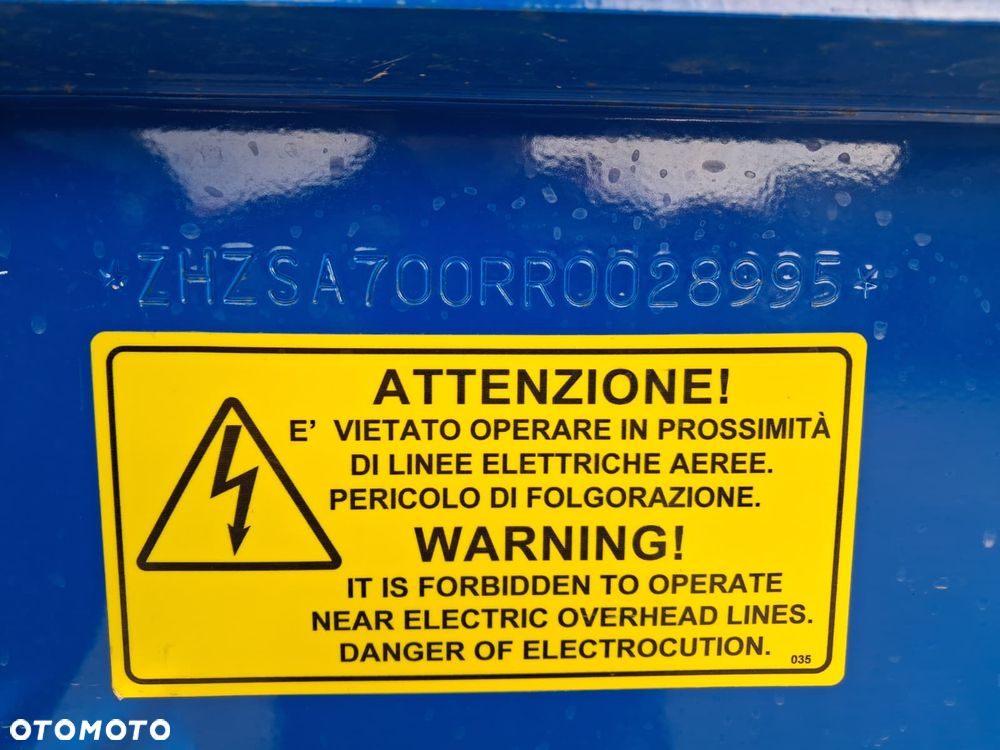 *ZHZSA700RR0028995*
ATTENZIONE!
E' VIETATO OPERARE IN PROSSIMITÀ
DI LINEE ELETTRICHE AEREE.
PERICOLO DI FOLGORAZIONE.
WARNING!
IT IS FORBIDDEN TO OPERATE
NEAR ELECTRIC OVERHEAD LINES.
DANGER OF ELECTROCUTION.
035
OTOMOTO